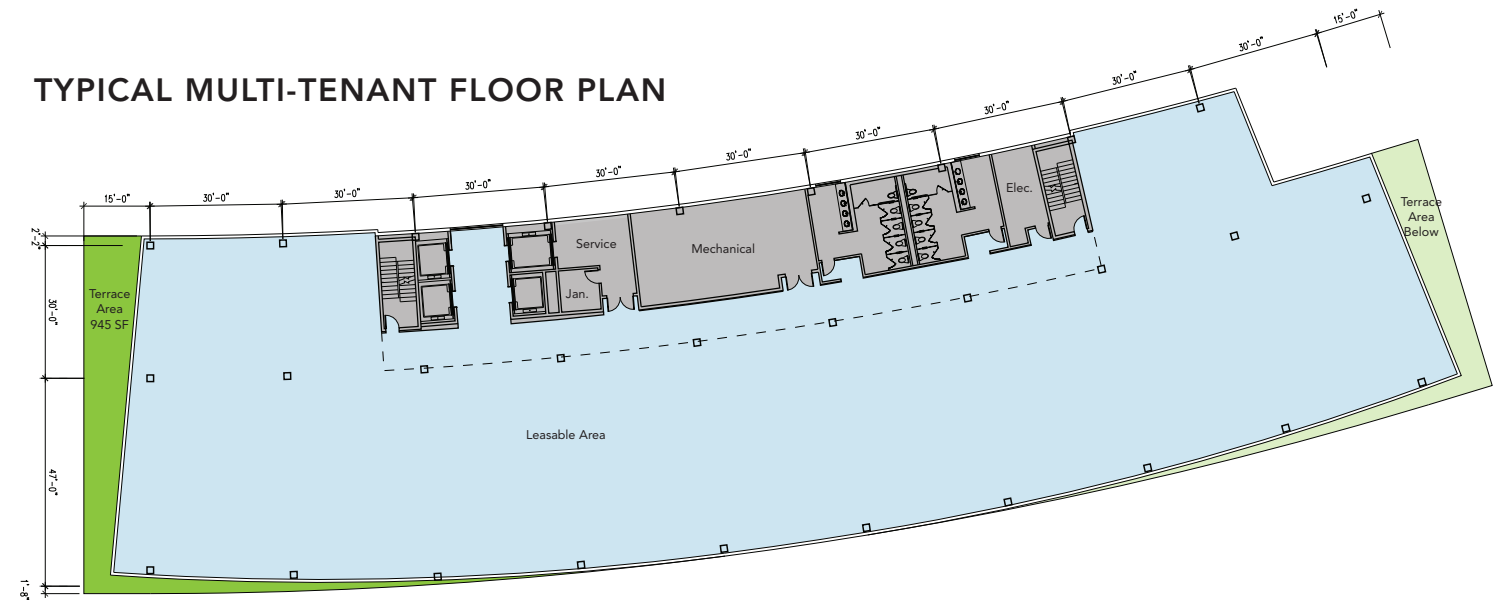 TYPICAL MULTI-TENANT FLOOR PLAN
15'-0"
30'-0"
30'-0"
30'-0"
30'-0"
30'-0"
30'-0"
30'-0"
30'-0"
30'-0"
15'-0"
2'-2"
30'-0"
47'-0"
1'-8"
Terrace
Area
945 SF
Service
Jan.
Mechanical
Elec.
Terrace
Area
Below
Leasable Area